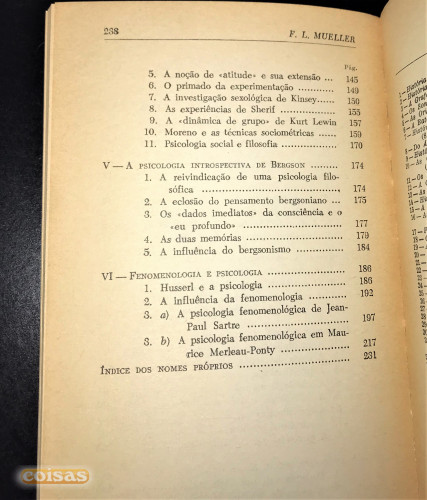 238
F. L. MUELLER
Pág.
5. A noção de «atitude» e sua extensão ... 145
6. O primado da experimentação ............ 149
7. A investigação sexológica de Kinsey...... 150
8. As experiências de Sherif .................. 155
9. A «dinâmica de grupo» de Kurt Lewin 157
10. Moreno e as técnicas sociométricas ...... 159
11. Psicologia social e filosofia ............... 170
V — A PSICOLOGIA INTROSPECTIVA DE BERGSON ......... 174
1. A reivindicação de uma psicologia filo-
sófica .......................................... 174
2. A eclosão do pensamento bergsoniano ... 175
3. Os «dados imediatos» da consciência e o
«eu profundo» .............................. 177
4. As duas memórias ........................... 179
5. A influência do bergsonismo ............... 184
VI — FENOMENOLOGIA E PSICOLOGIA ..................... 186
1. Husserl e a psicologia ..................... 186
2. A influência da fenomenologia ............ 192
3. a) A psicologia fenomenológica de Jean-
Paul Sartre .............................. 197
3. b) A psicologia fenomenológica em Mau-
rice Merleau-Ponty ..................... 217
ÍNDICE DOS NOMES PRÓPRIOS ........................... 231
coisas